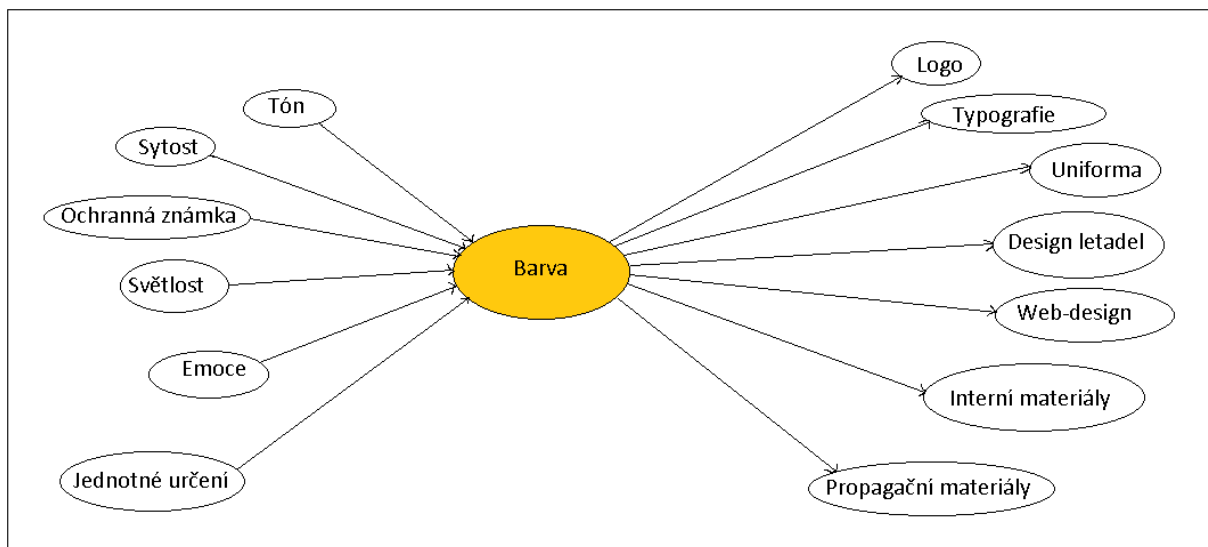 Logo
Tón
Typografie
Sytost
Uniforma
Ochranná známka
Design letadel
Barva
Světlost
Web-design
Emoce
Interní materiály
Jednotné určení
Propagační materiály